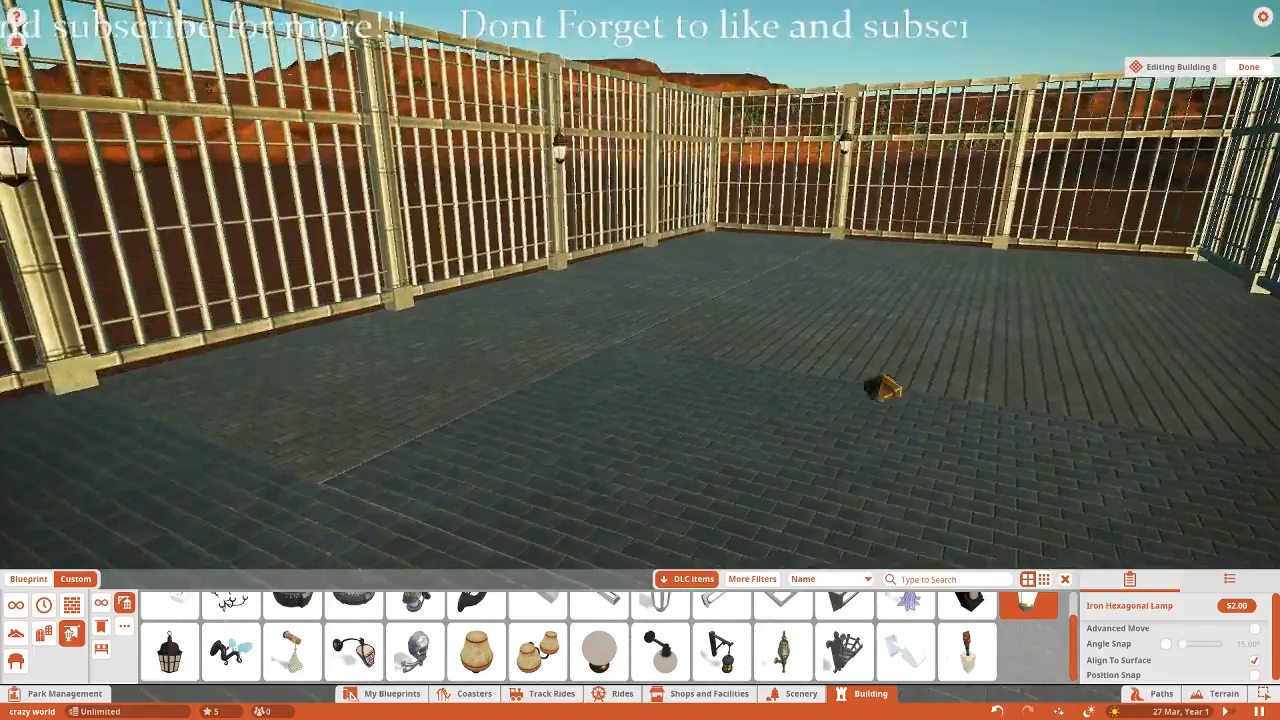 nd subscribe for more!!! Dont Forget to like and subscr
Editing Building 8 Done
Blueprint Custom
DLC Items More Filters Name Type to Search
Iron Hexagonal Lamp $2.00
Advanced Move
Angle Snap 15.00°
Align To Surface
Position Snap
Park Management My Blueprints Coasters Track Rides Rides Shops and Facilities Scenery Building Paths Terrain
crazy world Unlimited 5 0 27 Mar, Year 1